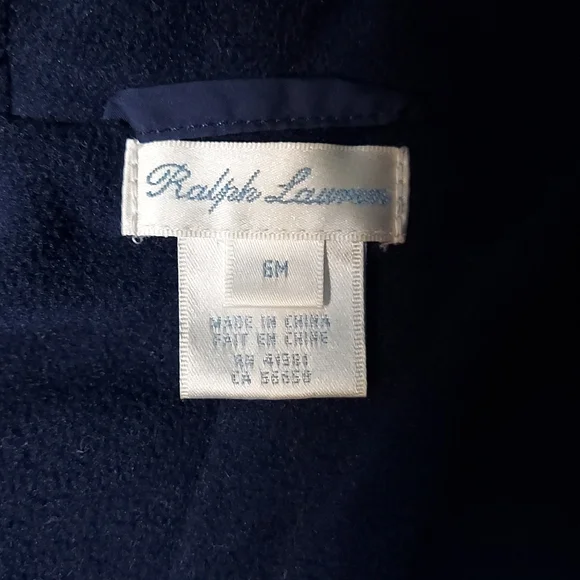 Ralph Lauren
6M
MADE IN CHINA
FAIT EN CHINE
RN 41381
CA 56658